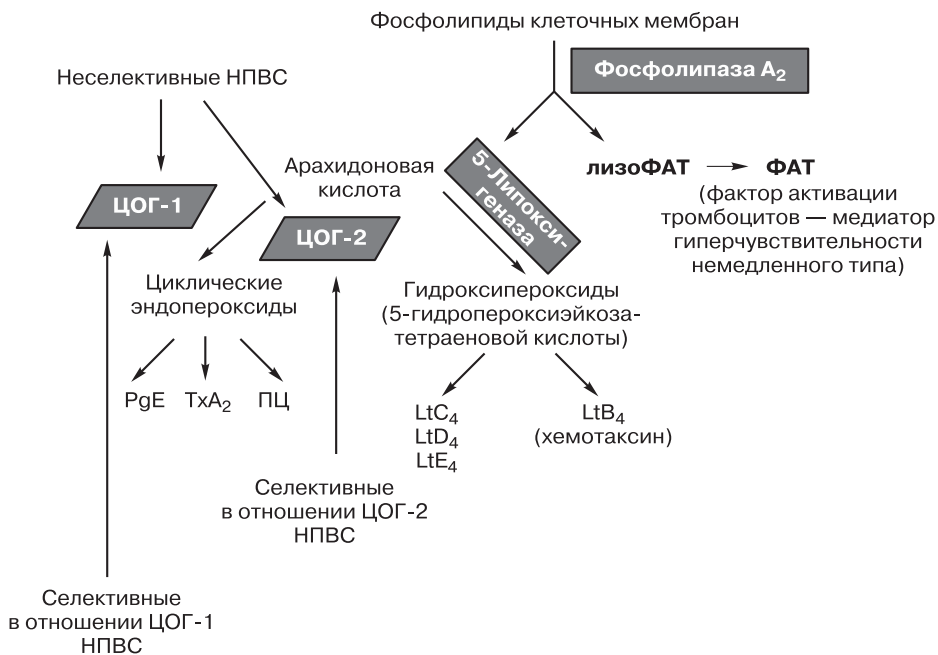 Фосфолипиды клеточных мембран
Фосфолипаза А₂
Неселективные НПВС
Арахидоновая
кислота
5-Липокси-
геназа
лизоФАТ
ФАТ
(фактор активации
тромбоцитов — медиатор
гиперчувствительности
немедленного типа)
ЦОГ-1
ЦОГ-2
Циклические
эндопероксиды
Гидроксипероксиды
(5-гидропероксиэйкоза-
тетраеновой кислоты)
PgE
TxA₂
ПЦ
LtC₄
LtD₄
LtE₄
LtB₄
(хемотаксин)
Селективные
в отношении ЦОГ-2
НПВС
Селективные
в отношении ЦОГ-1
НПВС